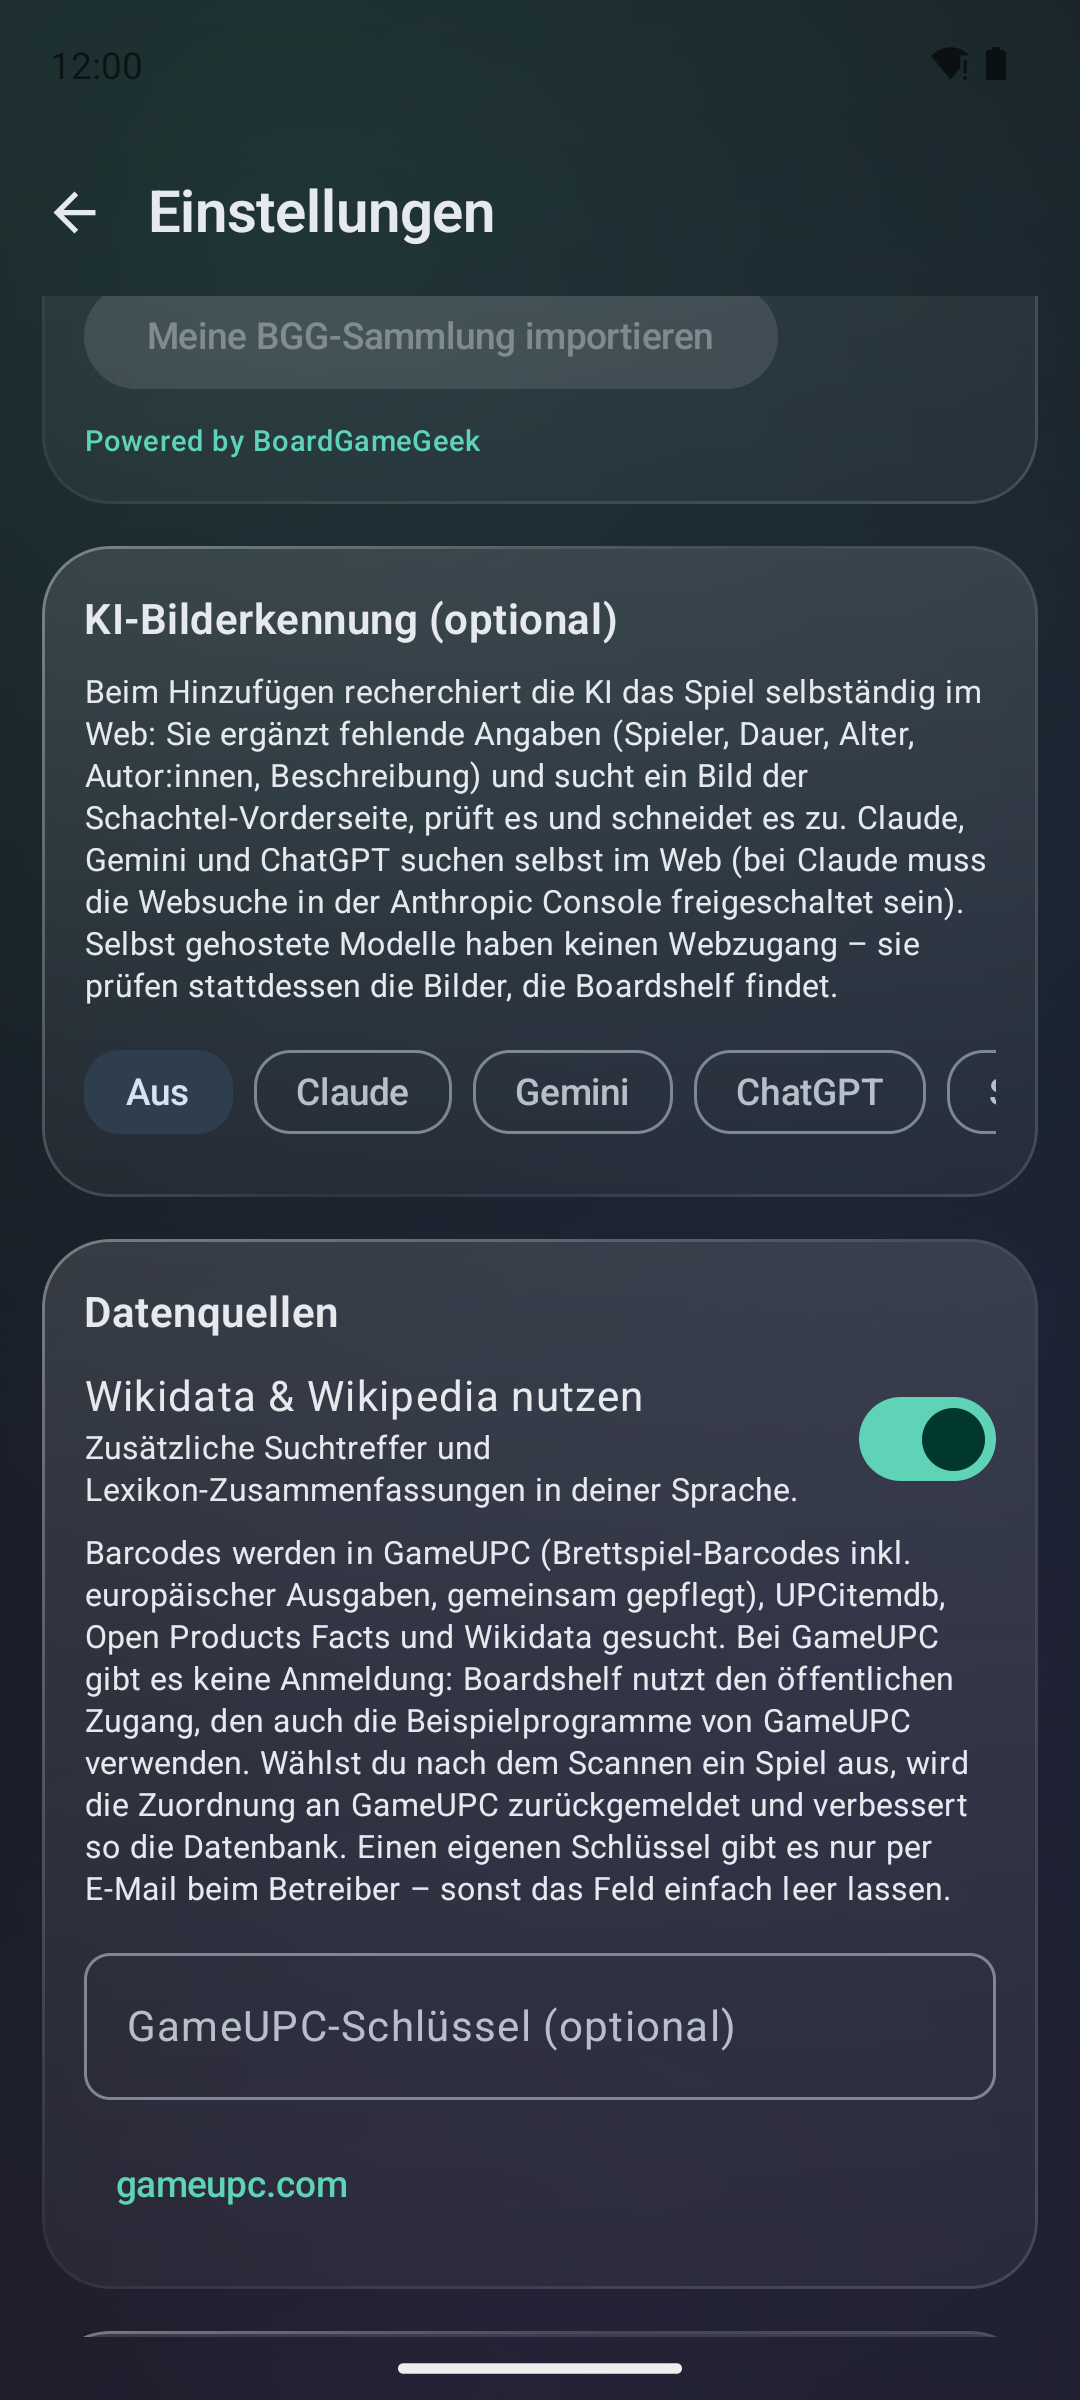 12:00
Einstellungen
Meine BGG-Sammlung importieren
Powered by BoardGameGeek
KI-Bilderkennung (optional)
Beim Hinzufügen recherchiert die KI das Spiel selbständig im
Web: Sie ergänzt fehlende Angaben (Spieler, Dauer, Alter,
Autor:innen, Beschreibung) und sucht ein Bild der
Schachtel-Vorderseite, prüft es und schneidet es zu. Claude,
Gemini und ChatGPT suchen selbst im Web (bei Claude muss
die Websuche in der Anthropic Console freigeschaltet sein).
Selbst gehostete Modelle haben keinen Webzugang – sie
prüfen stattdessen die Bilder, die Boardshelf findet.
Aus Claude Gemini ChatGPT
Datenquellen
Wikidata & Wikipedia nutzen
Zusätzliche Suchtreffer und
Lexikon-Zusammenfassungen in deiner Sprache.
Barcodes werden in GameUPC (Brettspiel-Barcodes inkl.
europäischer Ausgaben, gemeinsam gepflegt), UPCitemdb,
Open Products Facts und Wikidata gesucht. Bei GameUPC
gibt es keine Anmeldung: Boardshelf nutzt den öffentlichen
Zugang, den auch die Beispielprogramme von GameUPC
verwenden. Wählst du nach dem Scannen ein Spiel aus, wird
die Zuordnung an GameUPC zurückgemeldet und verbessert
so die Datenbank. Einen eigenen Schlüssel gibt es nur per
E-Mail beim Betreiber – sonst das Feld einfach leer lassen.
GameUPC-Schlüssel (optional)
gameupc.com